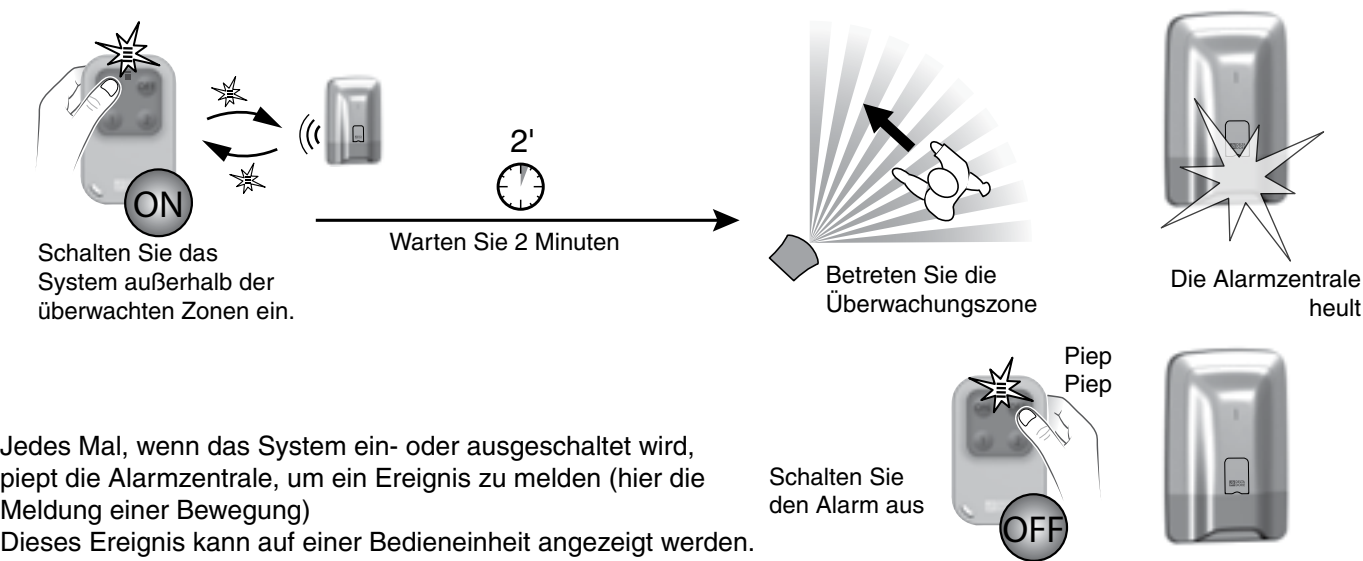 ON
Schalten Sie das
System außerhalb der
überwachten Zonen ein.
2'
Warten Sie 2 Minuten
Betreten Sie die
Überwachungszone
Die Alarmzentrale
heult
Jedes Mal, wenn das System ein- oder ausgeschaltet wird,
piept die Alarmzentrale, um ein Ereignis zu melden (hier die
Meldung einer Bewegung)
Dieses Ereignis kann auf einer Bedieneinheit angezeigt werden.
Schalten Sie
den Alarm aus
OFF
Piep
Piep